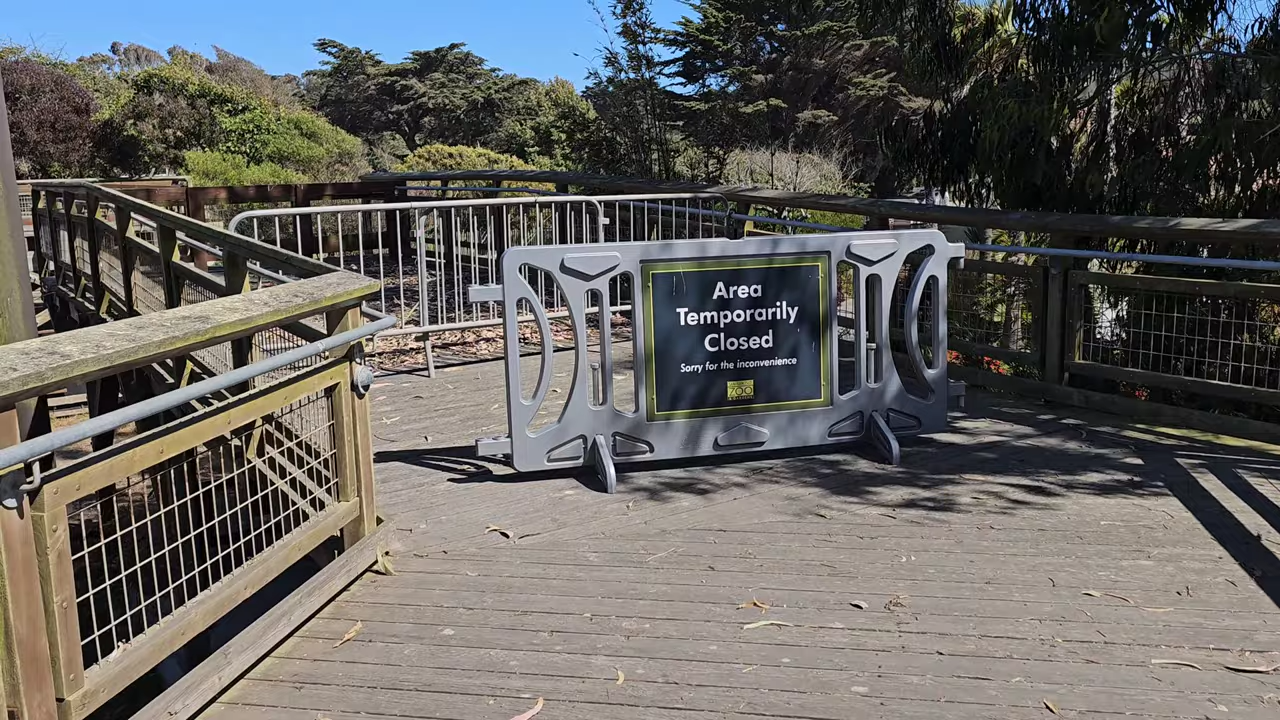 Area
Temporarily
Closed
Sorry for the inconvenience
ZOO